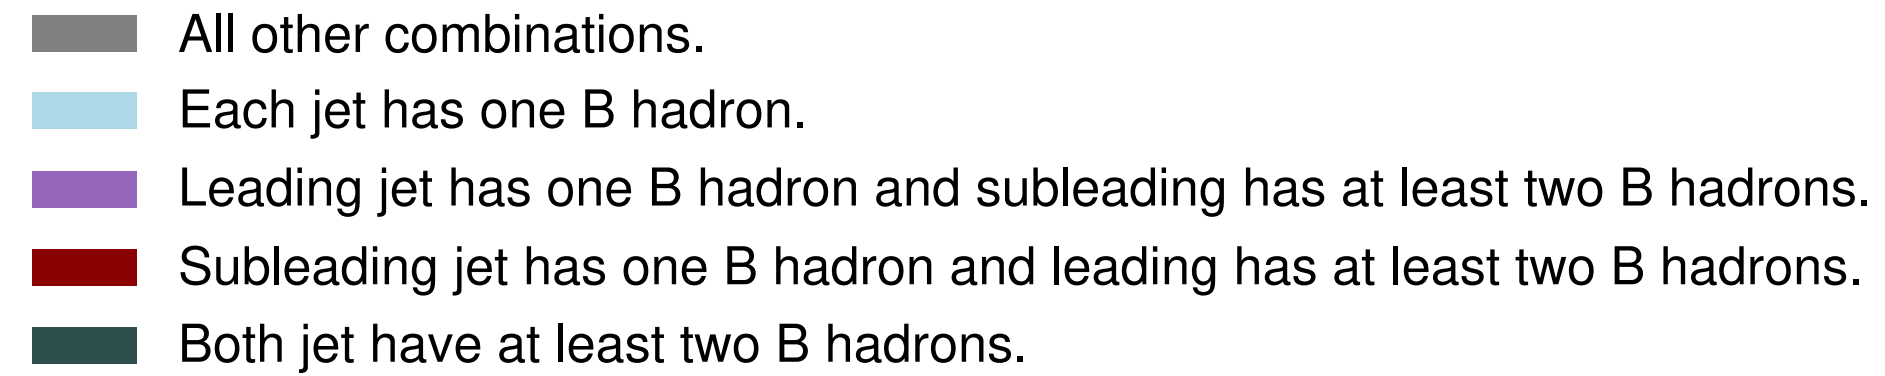 All other combinations.
Each jet has one B hadron.
Leading jet has one B hadron and subleading has at least two B hadrons.
Subleading jet has one B hadron and leading has at least two B hadrons.
Both jet have at least two B hadrons.